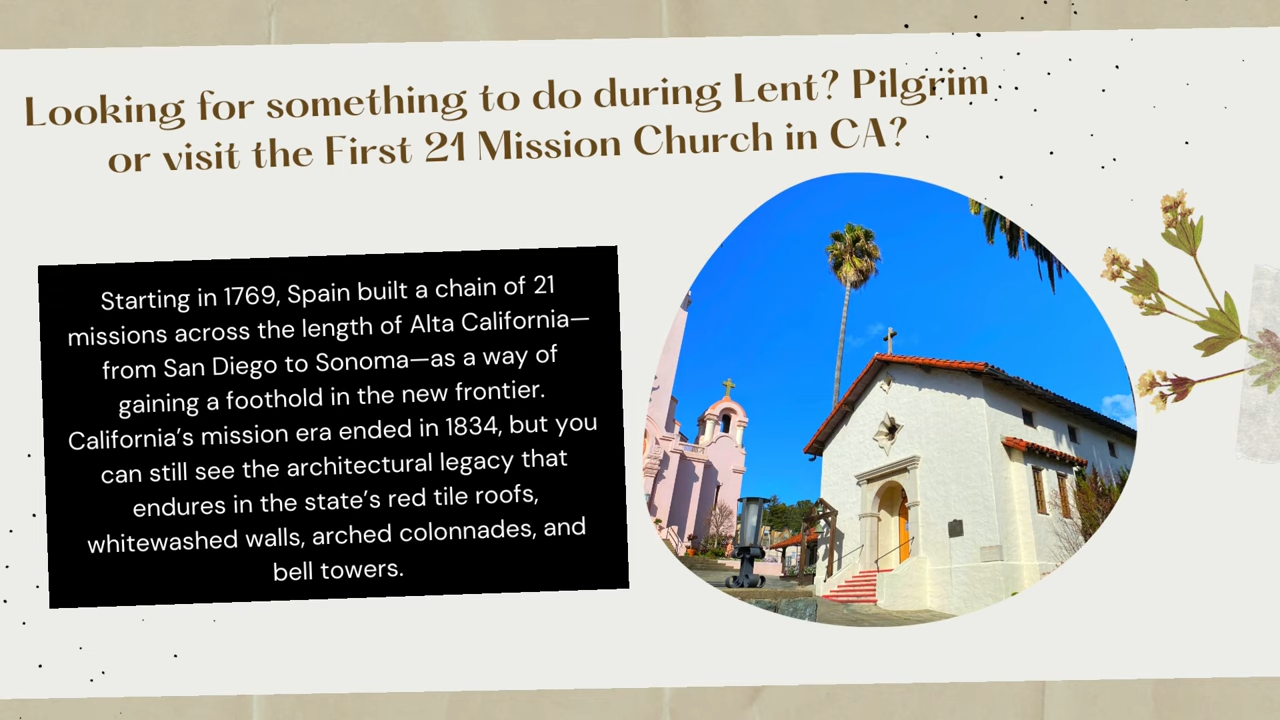 Looking for something to do during Lent? Pilgrim
or visit the First 21 Mission Church in CA?
Starting in 1769, Spain built a chain of 21
missions across the length of Alta California—
from San Diego to Sonoma—as a way of
gaining a foothold in the new frontier.
California’s mission era ended in 1834, but you
can still see the architectural legacy that
endures in the state’s red tile roofs,
whitewashed walls, arched colonnades, and
bell towers.